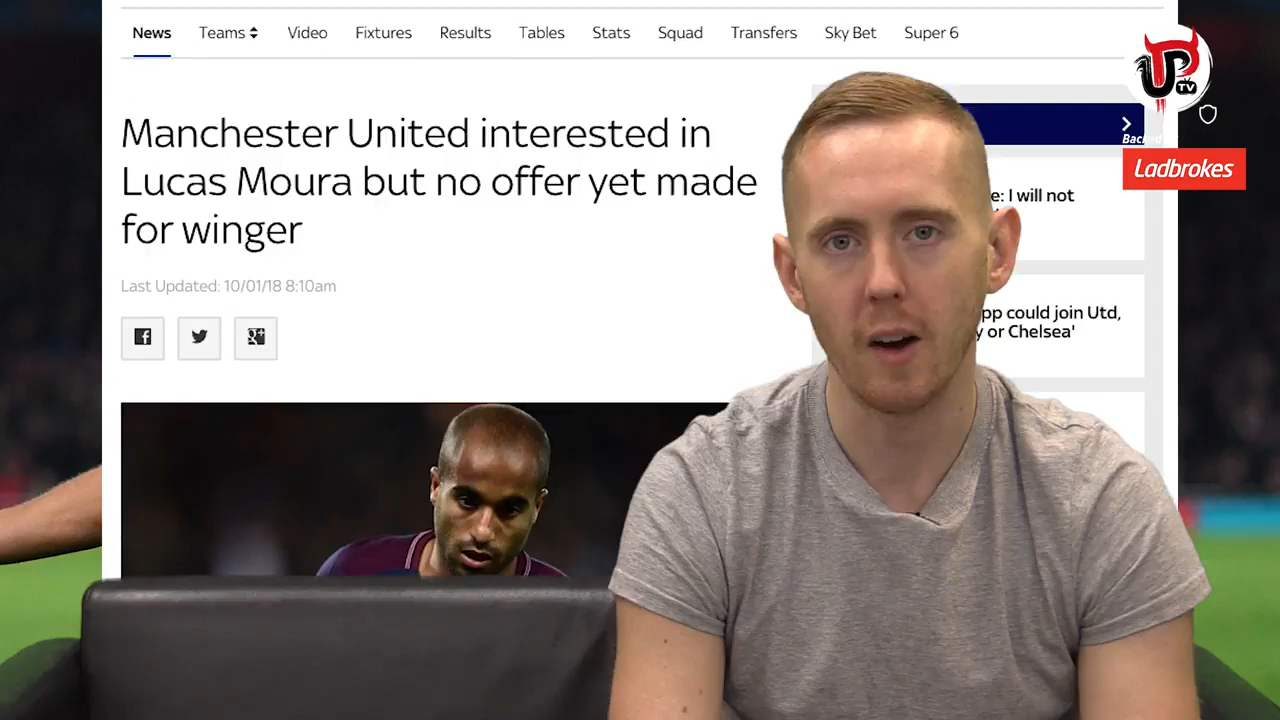 News Teams Video Fixtures Results Tables Stats Squad Transfers Sky Bet Super 6
UP
TV
Backed
Ladbrokes
Manchester United interested in
Lucas Moura but no offer yet made
for winger
Last Updated: 10/01/18 8:10am
e: I will not
pp could join Utd,
y or Chelsea'